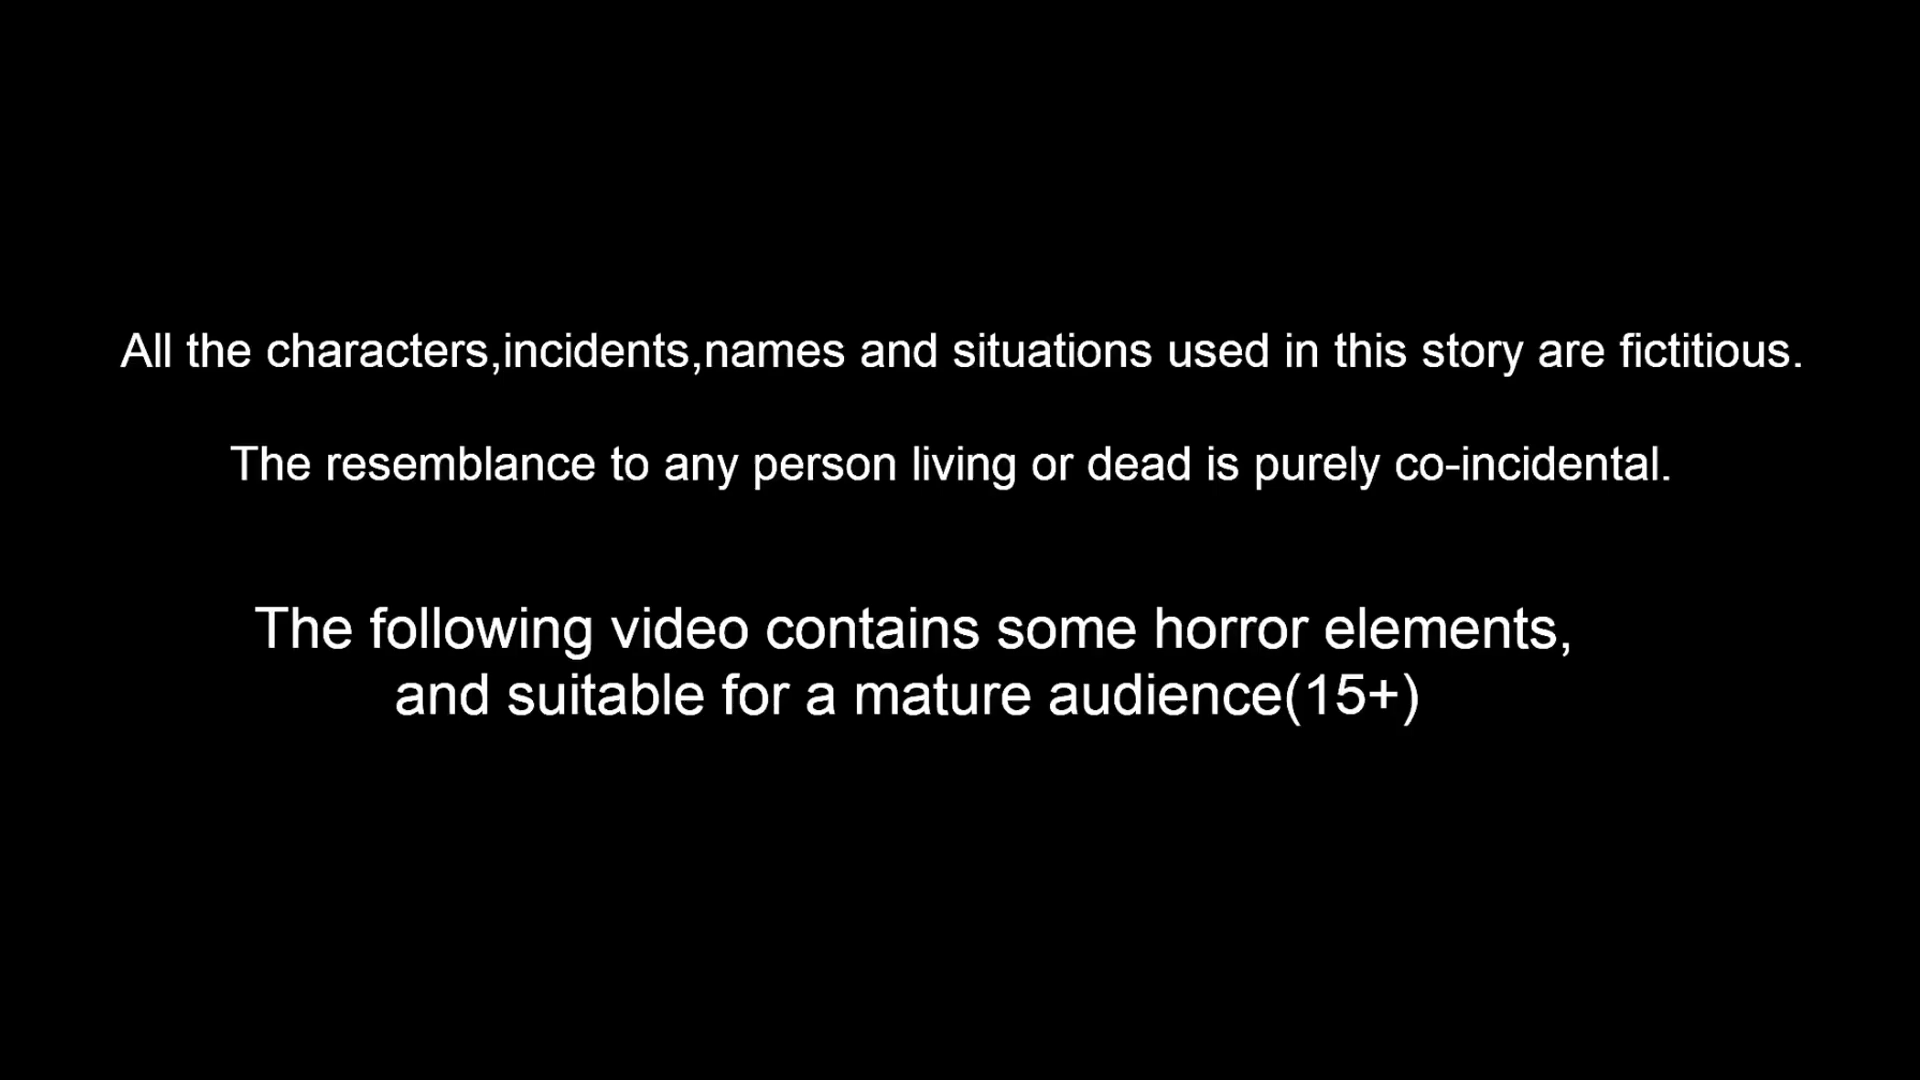 All the characters,incidents,names and situations used in this story are fictitious.
The resemblance to any person living or dead is purely co-incidental.
The following video contains some horror elements,
and suitable for a mature audience(15+)